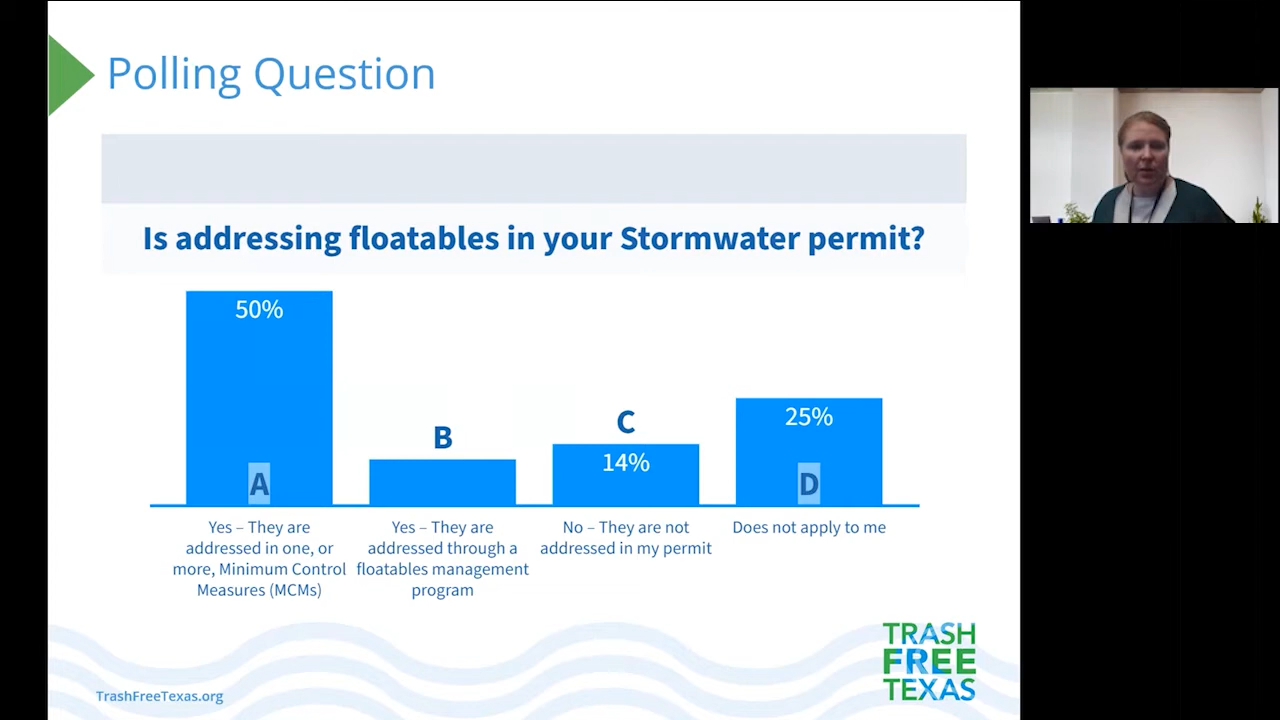 Polling Question
Is addressing floatables in your Stormwater permit?
50%
A
B
C
14%
25%
D
Yes – They are
addressed in one, or
more, Minimum Control
Measures (MCMs)
Yes – They are
addressed through a
floatables management
program
No – They are not
addressed in my permit
Does not apply to me
TRASH
FREE
TEXAS
TrashFreeTexas.org